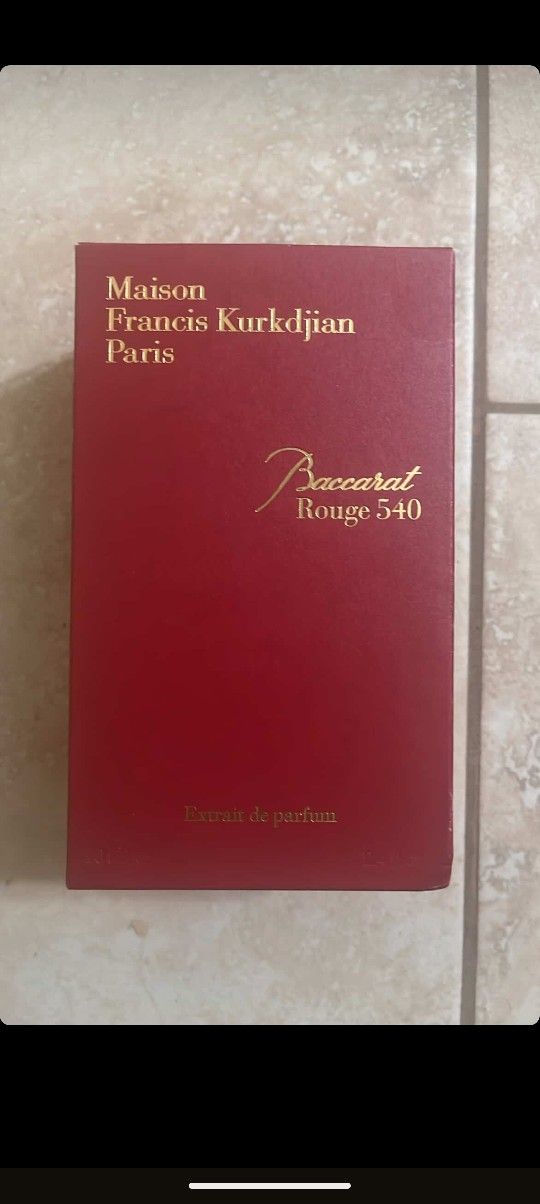 Maison
Francis Kurkdjian
Paris
Baccarat
Rouge 540
Extrait de parfum